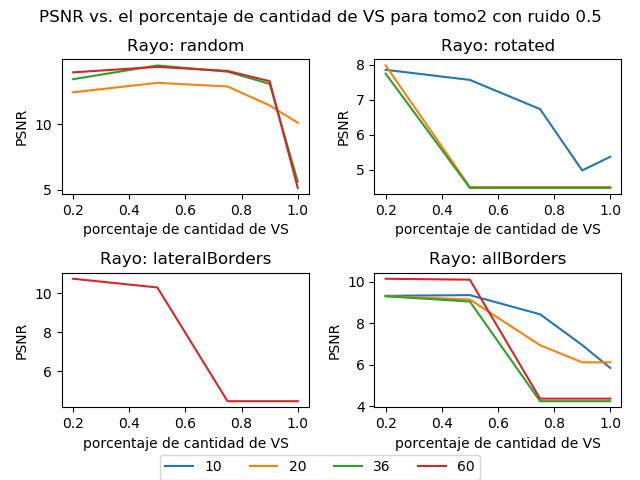 PSNR vs. el porcentaje de cantidad de VS para tomo2 con ruido 0.5
Rayo: random
PSNR
10
5
0.2 0.4 0.6 0.8 1.0
porcentaje de cantidad de VS
Rayo: rotated
PSNR
8
7
6
5
0.2 0.4 0.6 0.8 1.0
porcentaje de cantidad de VS
Rayo: lateralBorders
PSNR
10
8
6
0.2 0.4 0.6 0.8 1.0
porcentaje de cantidad de VS
Rayo: allBorders
PSNR
10
8
6
4
0.2 0.4 0.6 0.8 1.0
porcentaje de cantidad de VS
10 20 36 60